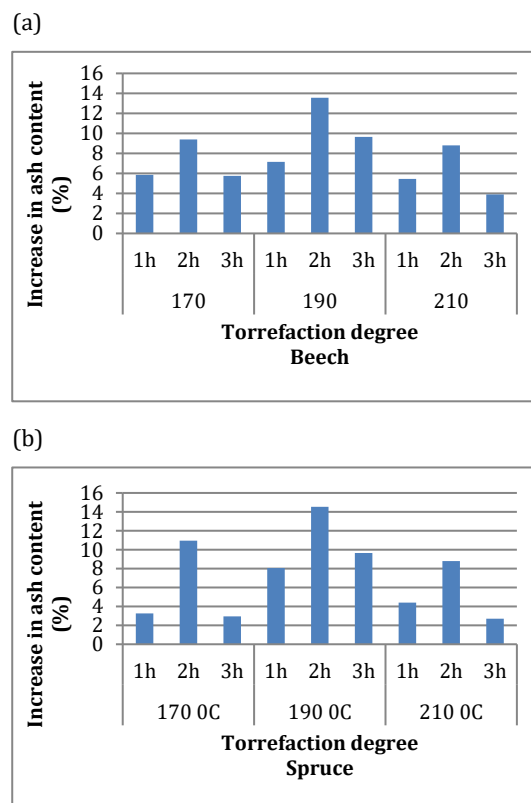 (a)
Increase in ash content
(%)
16
14
12
10
8
6
4
2
0
1h 2h 3h 1h 2h 3h 1h 2h 3h
170 190 210
Torrefaction degree
Beech
(b)
Increase in ash content
(%)
16
14
12
10
8
6
4
2
0
1h 2h 3h 1h 2h 3h 1h 2h 3h
170 0C 190 0C 210 0C
Torrefaction degree
Spruce